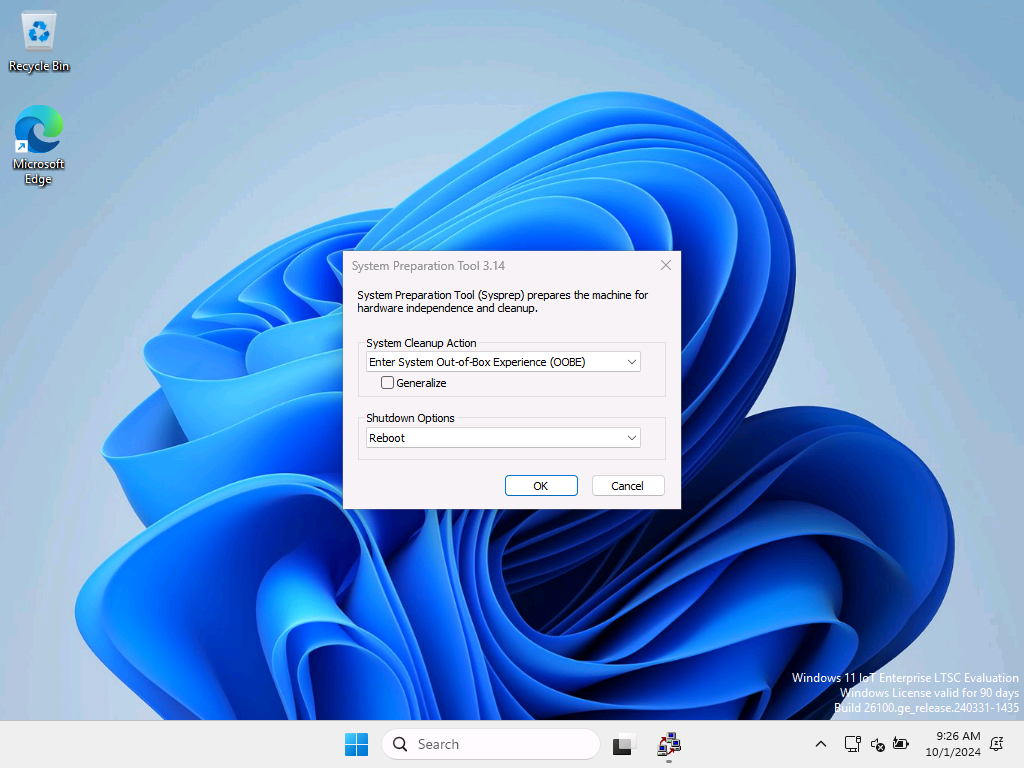 Recycle Bin
Microsoft
Edge
System Preparation Tool 3.14
System Preparation Tool (Sysprep) prepares the machine for
hardware independence and cleanup.
System Cleanup Action
Enter System Out-of-Box Experience (OOBE)
Generalize
Shutdown Options
Reboot
OK
Cancel
Windows 11 IoT Enterprise LTSC Evaluation
Windows License valid for 90 days
Build 26100.ge_release.240331-1435
Search
9:26 AM
10/1/2024